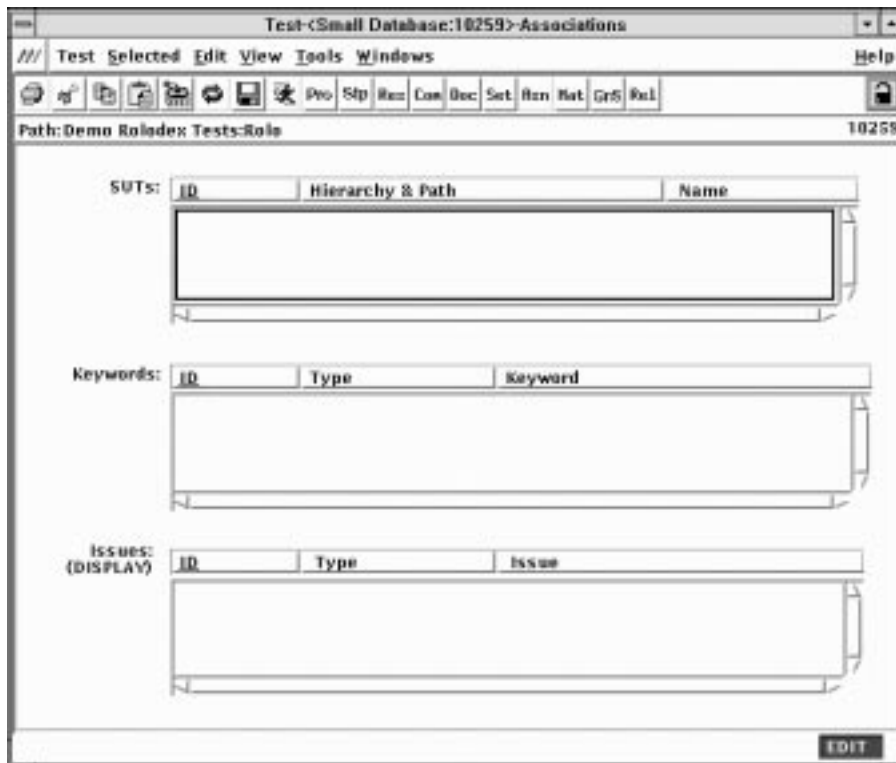 Test-<Small Database:10259>-Associations
/// Test Selected Edit View Tools Windows Help
Pro Stp Res Com Doc Set Asn Mat GrS Rel
Path:Demo Rolodex Tests:Rolo 10259
SUTs: ID Hierarchy & Path Name
Keywords: ID Type Keyword
Issues: (DISPLAY) ID Type Issue
EDIT